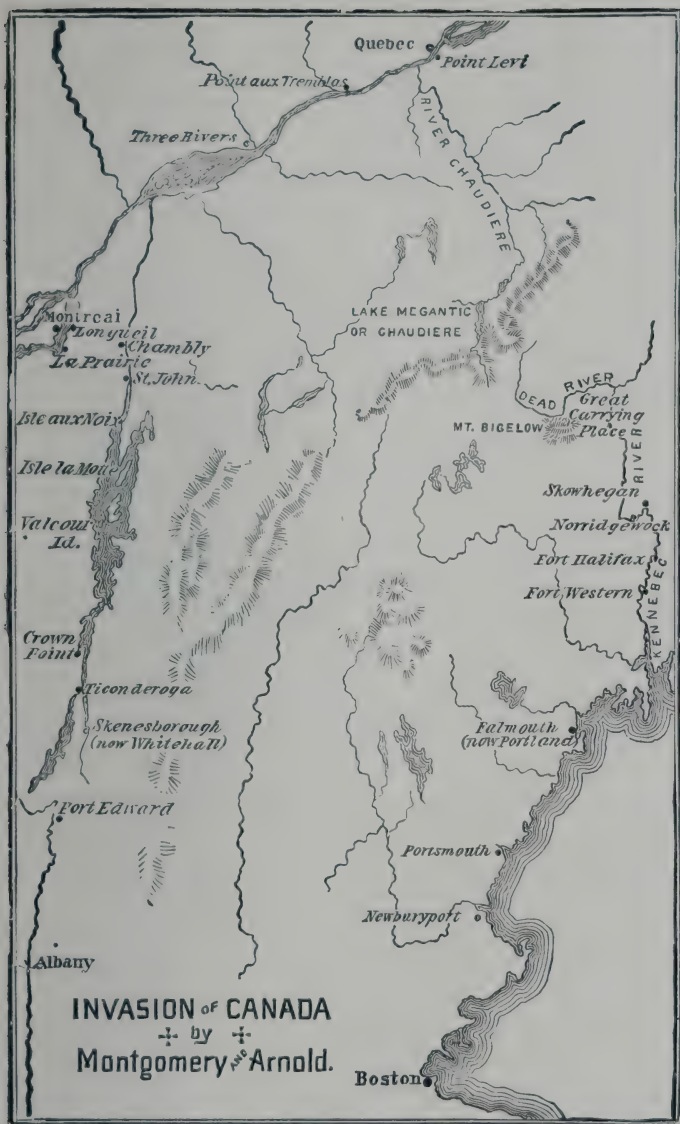 Quebec
Point Levi
Point aux Trembles
RIVER CHAUDIERE
Three Rivers
LAKE MEGANTIC
OR CHAUDIERE
Montreal
Longueil
Chambly
La Prairie
St. John
DEAD RIVER
Great
Carrying
Place
MT. BIGELOW
Isle aux Noix
Isle la Mou
Skowhegan
Norridgewock
Valcour
Id.
Fort Halifax
Fort Western
KENNEBEC RIVER
Crown
Point
Ticonderoga
Skenesborough
(now Whitehall)
Falmouth
(now Portland)
Fort Edward
Portsmouth
Newburyport
Albany
INVASION OF CANADA
by
Montgomery AND Arnold.
Boston